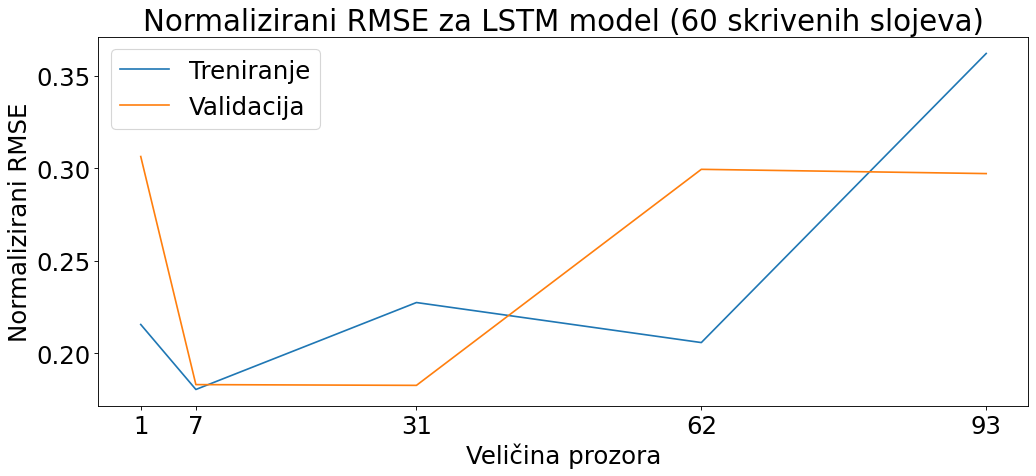 Normalizirani RMSE za LSTM model (60 skrivenih slojeva)
Treniranje
Validacija
Normalizirani RMSE
0.35
0.30
0.25
0.20
1 7 31 62 93
Veličina prozora